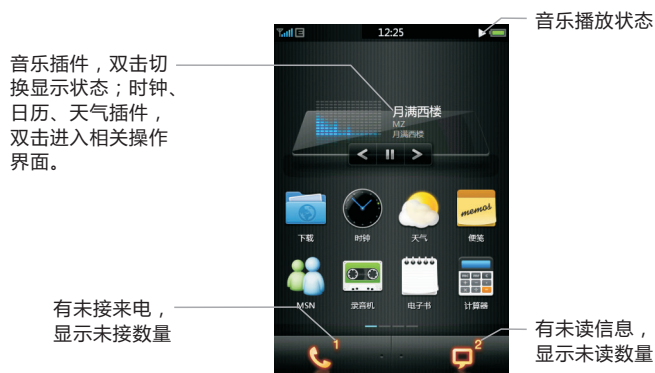 音乐播放状态
12:25
音乐插件，双击切
换显示状态；时钟、
日历、天气插件，
双击进入相关操作
界面。
月满西楼
MZ
月满西楼
memos
下载 时钟 天气 便笺
MSN 录音机 电子书 计算器
有未接来电，
显示未接数量
1
2
有未读信息，
显示未读数量